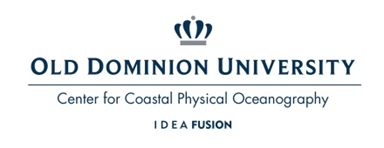 OLD DOMINION UNIVERSITY
Center for Coastal Physical Oceanography
IDEA FUSION